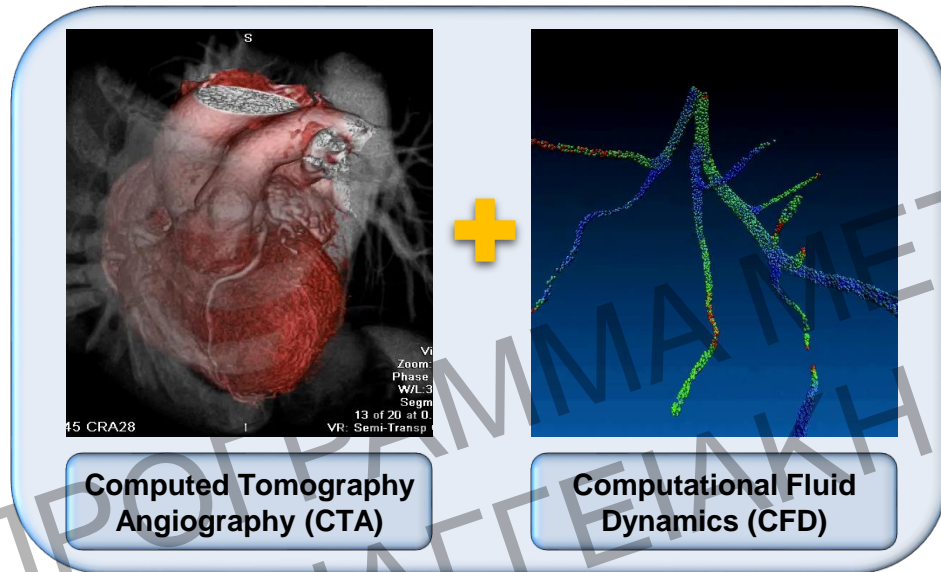 S
Vi
Zoom:
Phase
W/L:3
Segm
13 of 20 at 0.
45 CRA28
I
VR: Semi-Transp
Computed Tomography
Angiography (CTA)
Computational Fluid
Dynamics (CFD)
ΠΡΟΓΡΑΜΜΑ ΜΕΤ
ΑΓΓΕΙΑΚΗ